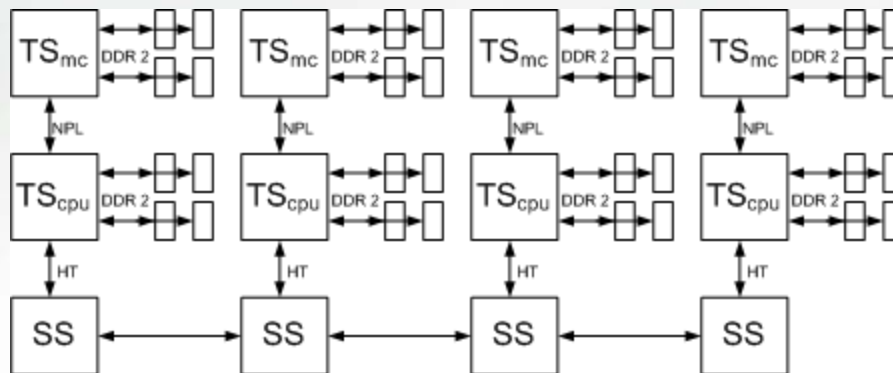 TSmc DDR 2 TSmc DDR 2 TSmc DDR 2 TSmc DDR 2
NPL NPL NPL NPL
TScpu DDR 2 TScpu DDR 2 TScpu DDR 2 TScpu DDR 2
HT HT HT HT
SS SS SS SS